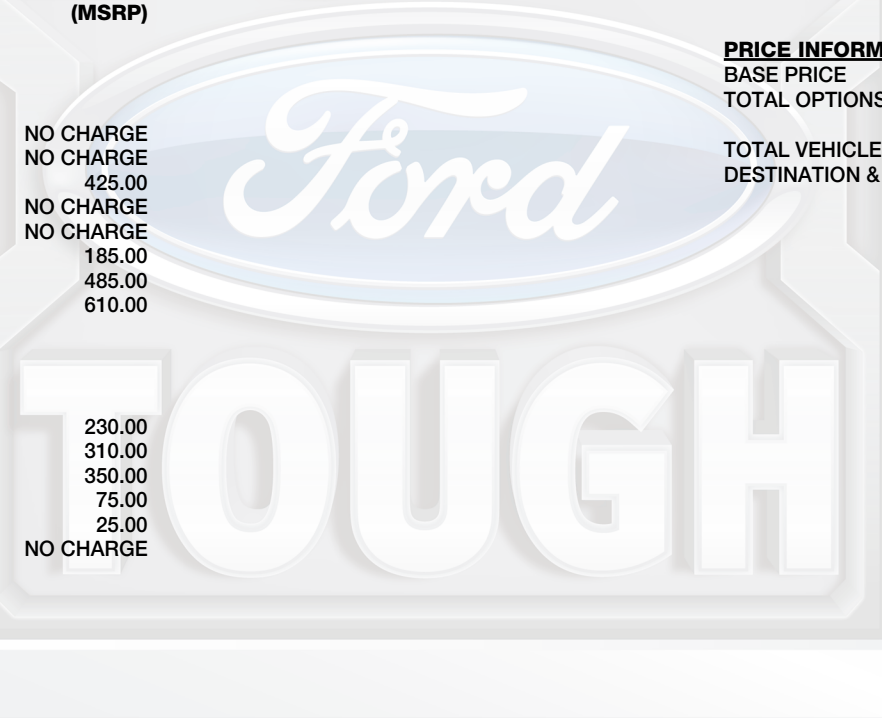 (MSRP)
NO CHARGE
NO CHARGE
425.00
NO CHARGE
NO CHARGE
185.00
485.00
610.00
230.00
310.00
350.00
75.00
25.00
NO CHARGE
PRICE INFORM
BASE PRICE
TOTAL OPTIONS
TOTAL VEHICLE
DESTINATION &
Ford
TOUGH